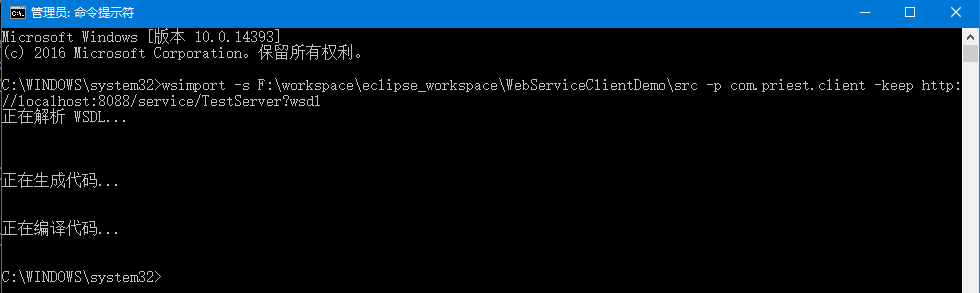 管理员: 命令提示符
Microsoft Windows [版本 10.0.14393]
(c) 2016 Microsoft Corporation。保留所有权利。
C:\WINDOWS\system32>wsimport -s F:\workspace\eclipse_workspace\WebServiceClientDemo\src -p com.priest.client -keep http:
//localhost:8088/service/TestServer?wsdl
正在解析 WSDL...
正在生成代码...
正在编译代码...
C:\WINDOWS\system32>